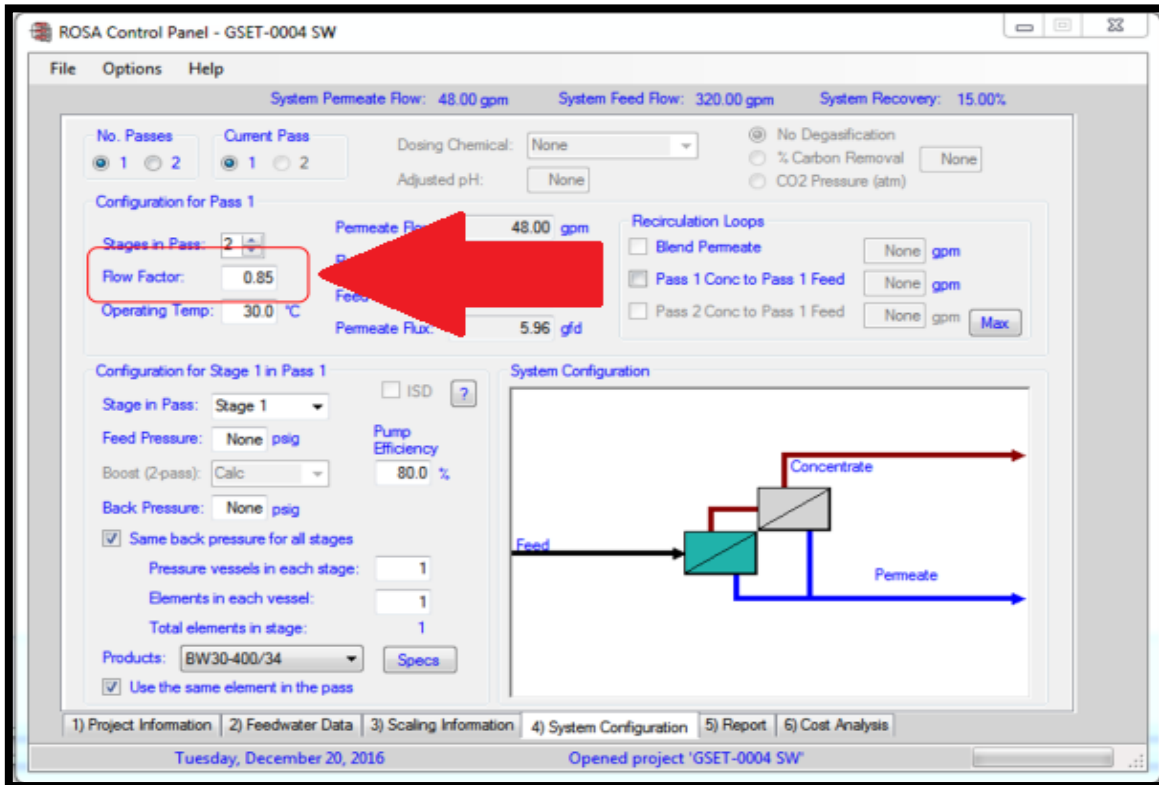 ROSA Control Panel - GSET-0004 SW
File Options Help
System Permeate Flow: 48.00 gpm System Feed Flow: 320.00 gpm System Recovery: 15.00%
No. Passes Current Pass Dosing Chemical: None No Degasification
1 2 1 2 % Carbon Removal None
Adjusted pH: None CO2 Pressure (atm)
Configuration for Pass 1
Permeate 48.00 gpm Recirculation Loops
Stages in Pass: 2 Blend Permeate None gpm
Flow Factor: 0.85 Pass 1 Conc to Pass 1 Feed None gpm
Feed
Operating Temp: 30.0 °C Pass 2 Conc to Pass 1 Feed None gpm Max
Permeate Flux: 5.96 gfd
Configuration for Stage 1 in Pass 1 System Configuration
ISD ?
Stage in Pass: Stage 1
Feed Pressure: None psig Pump Efficiency
Boost (2-pass): Calc 80.0 %
Back Pressure: None psig
Same back pressure for all stages
Pressure vessels in each stage: 1
Elements in each vessel: 1
Total elements in stage: 1
Products: BW30-400/34 Specs
Use the same element in the pass
Concentrate
Feed
Permeate
1) Project Information 2) Feedwater Data 3) Scaling Information 4) System Configuration 5) Report 6) Cost Analysis
Tuesday, December 20, 2016 Opened project 'GSET-0004 SW'